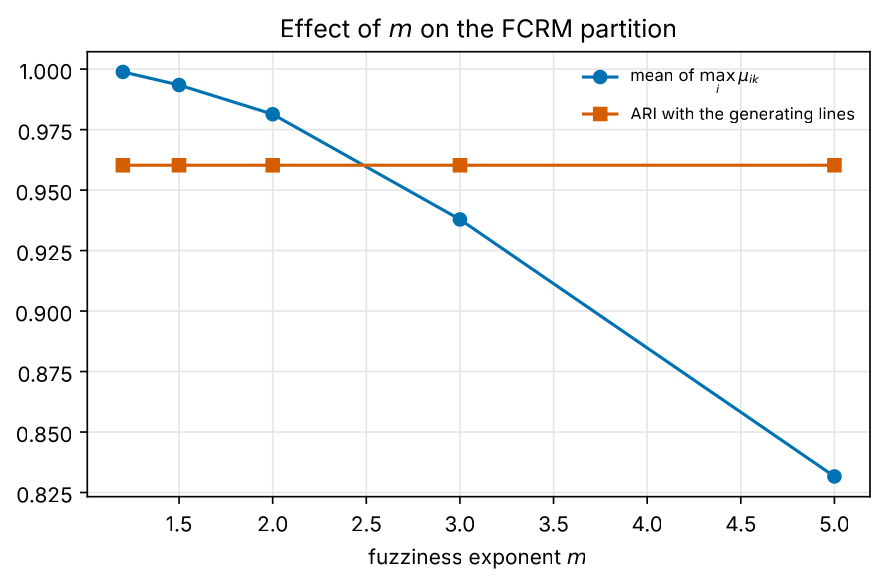 Effect of m on the FCRM partition
mean of max μik
i
ARI with the generating lines
1.000
0.975
0.950
0.925
0.900
0.875
0.850
0.825
1.5 2.0 2.5 3.0 3.5 4.0 4.5 5.0
fuzziness exponent m